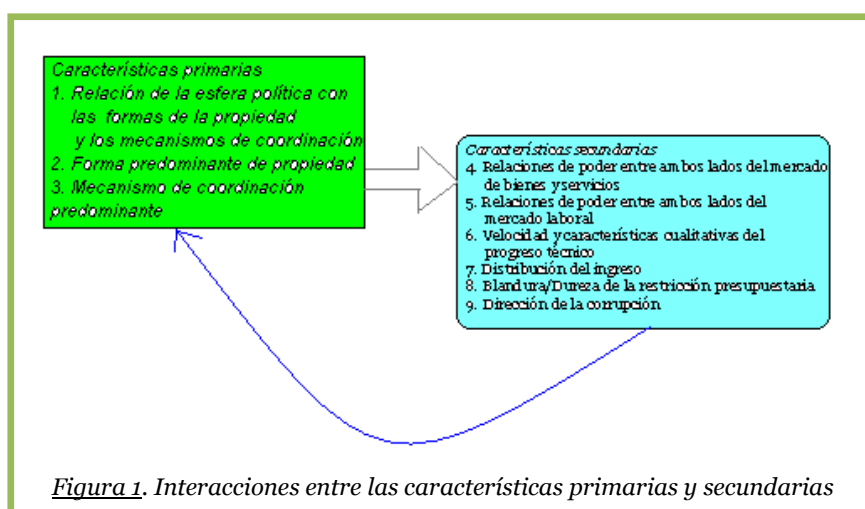 Características primarias
1. Relación de la esfera política con
las formas de la propiedad
y los mecanismos de coordinación
2. Forma predominante de propiedad
3. Mecanismo de coordinación
predominante
Características secundarias
4. Relaciones de poder entre ambos lados del mercado
de bienes y servicios
5. Relaciones de poder entre ambos lados del
mercado laboral
6. Velocidad y características cualitativas del
progreso técnico
7. Distribución del ingreso
8. Blandura/Dureza de la restricción presupuestaria
9. Dirección de la corrupción
Figura 1. Interacciones entre las características primarias y secundarias